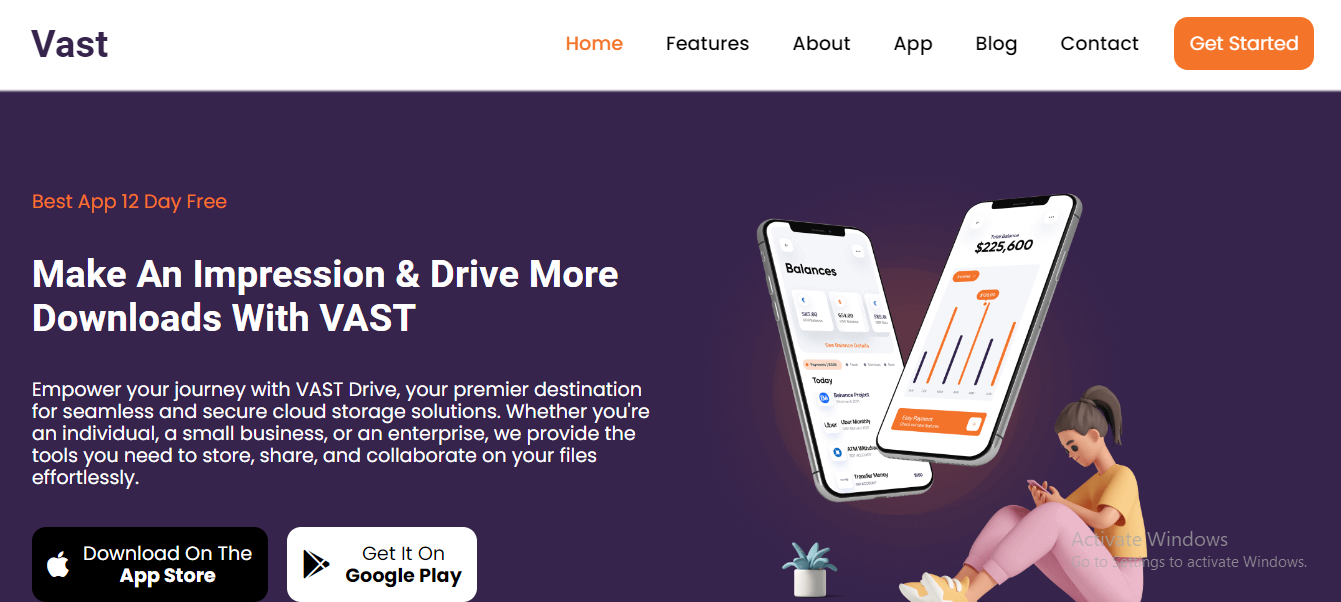 Vast
Home Features About App Blog Contact Get Started
Best App 12 Day Free
Make An Impression & Drive More
Downloads With VAST
Empower your journey with VAST Drive, your premier destination
for seamless and secure cloud storage solutions. Whether you're
an individual, a small business, or an enterprise, we provide the
tools you need to store, share, and collaborate on your files
effortlessly.
Download On The
App Store
Get It On
Google Play
Balances
See Balance Details
Today
Uber
Transfer Money
Total Balance
$225,600
Easy Payment
Activate Windows
Go to Settings to activate Windows.